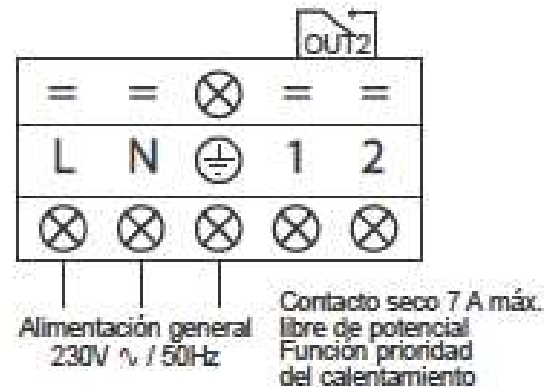 OUT2
L N 1 2
Alimentación general
230V ∿ / 50Hz
Contacto seco 7 A máx.
libre de potencial
Función prioridad
del calentamiento